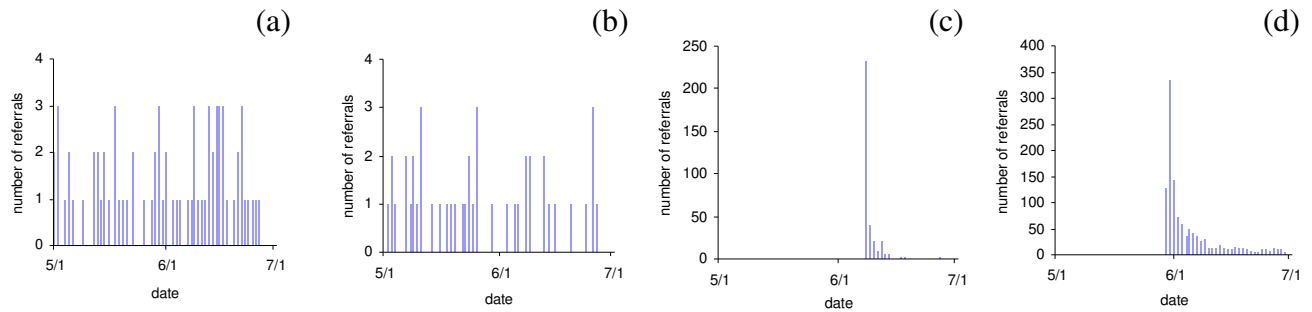 (a)
number of referrals
4
3
2
1
0
5/1 6/1 7/1
date
(b)
number of referrals
4
3
2
1
0
5/1 6/1 7/1
date
(c)
number of referrals
250
200
150
100
50
0
5/1 6/1 7/1
date
(d)
number of referrals
400
350
300
250
200
150
100
50
0
5/1 6/1 7/1
date